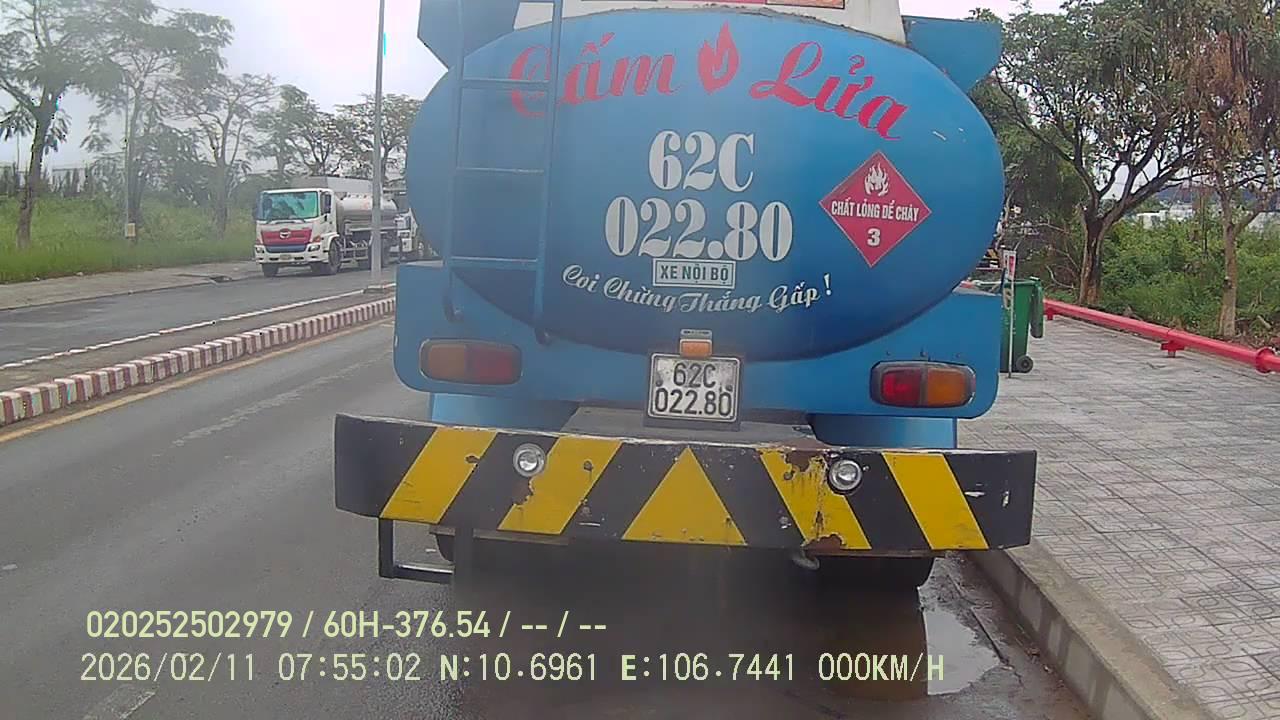 Cấm Lửa
62C
022.80
CHẤT LỎNG DỄ CHÁY
3
XE NỘI BỘ
Coi Chừng Thắng Gấp!
62C
022.80
020252502979 / 60H-376.54 / -- / --
2026/02/11 07:55:02 N:10.6961 E:106.7441 000KM/H